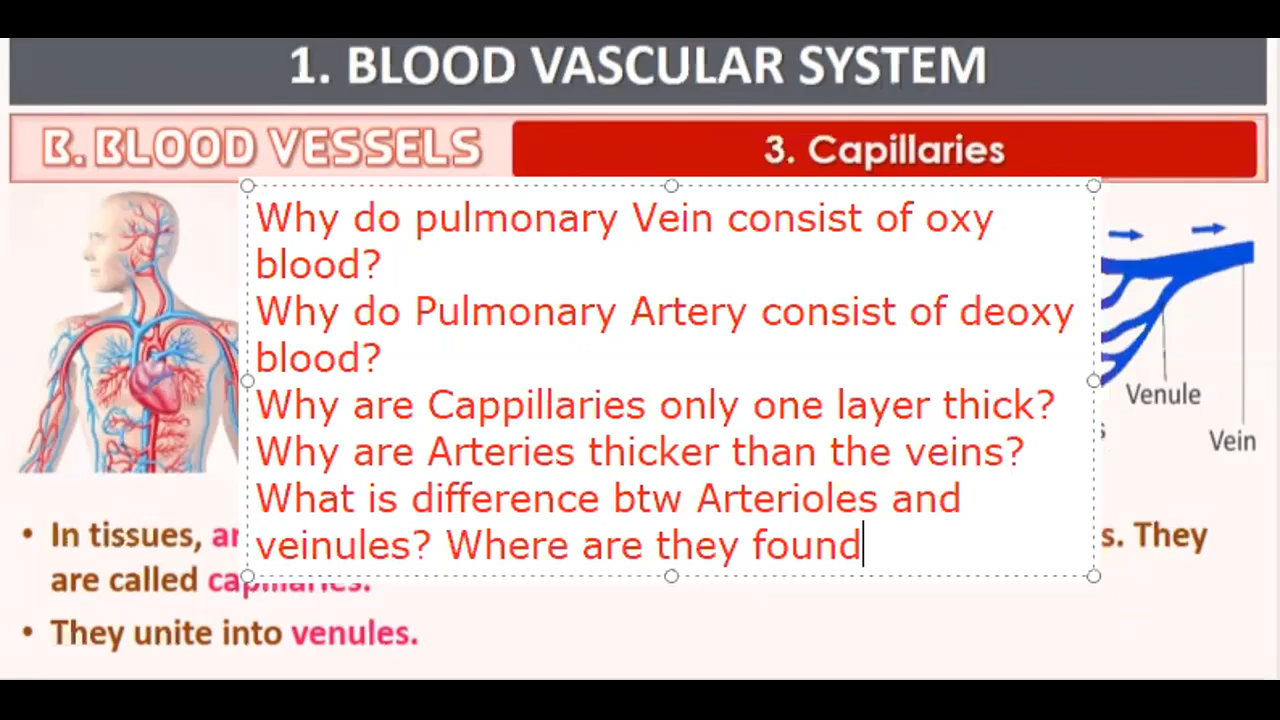 1. BLOOD VASCULAR SYSTEM
B. BLOOD VESSELS
3. Capillaries
Why do pulmonary Vein consist of oxy
blood?
Why do Pulmonary Artery consist of deoxy
blood?
Why are Cappillaries only one layer thick?
Why are Arteries thicker than the veins?
What is difference btw Arterioles and
veinules? Where are they found
Venule
Vein
• In tissues, s. They
are called capillaries.
• They unite into venules.